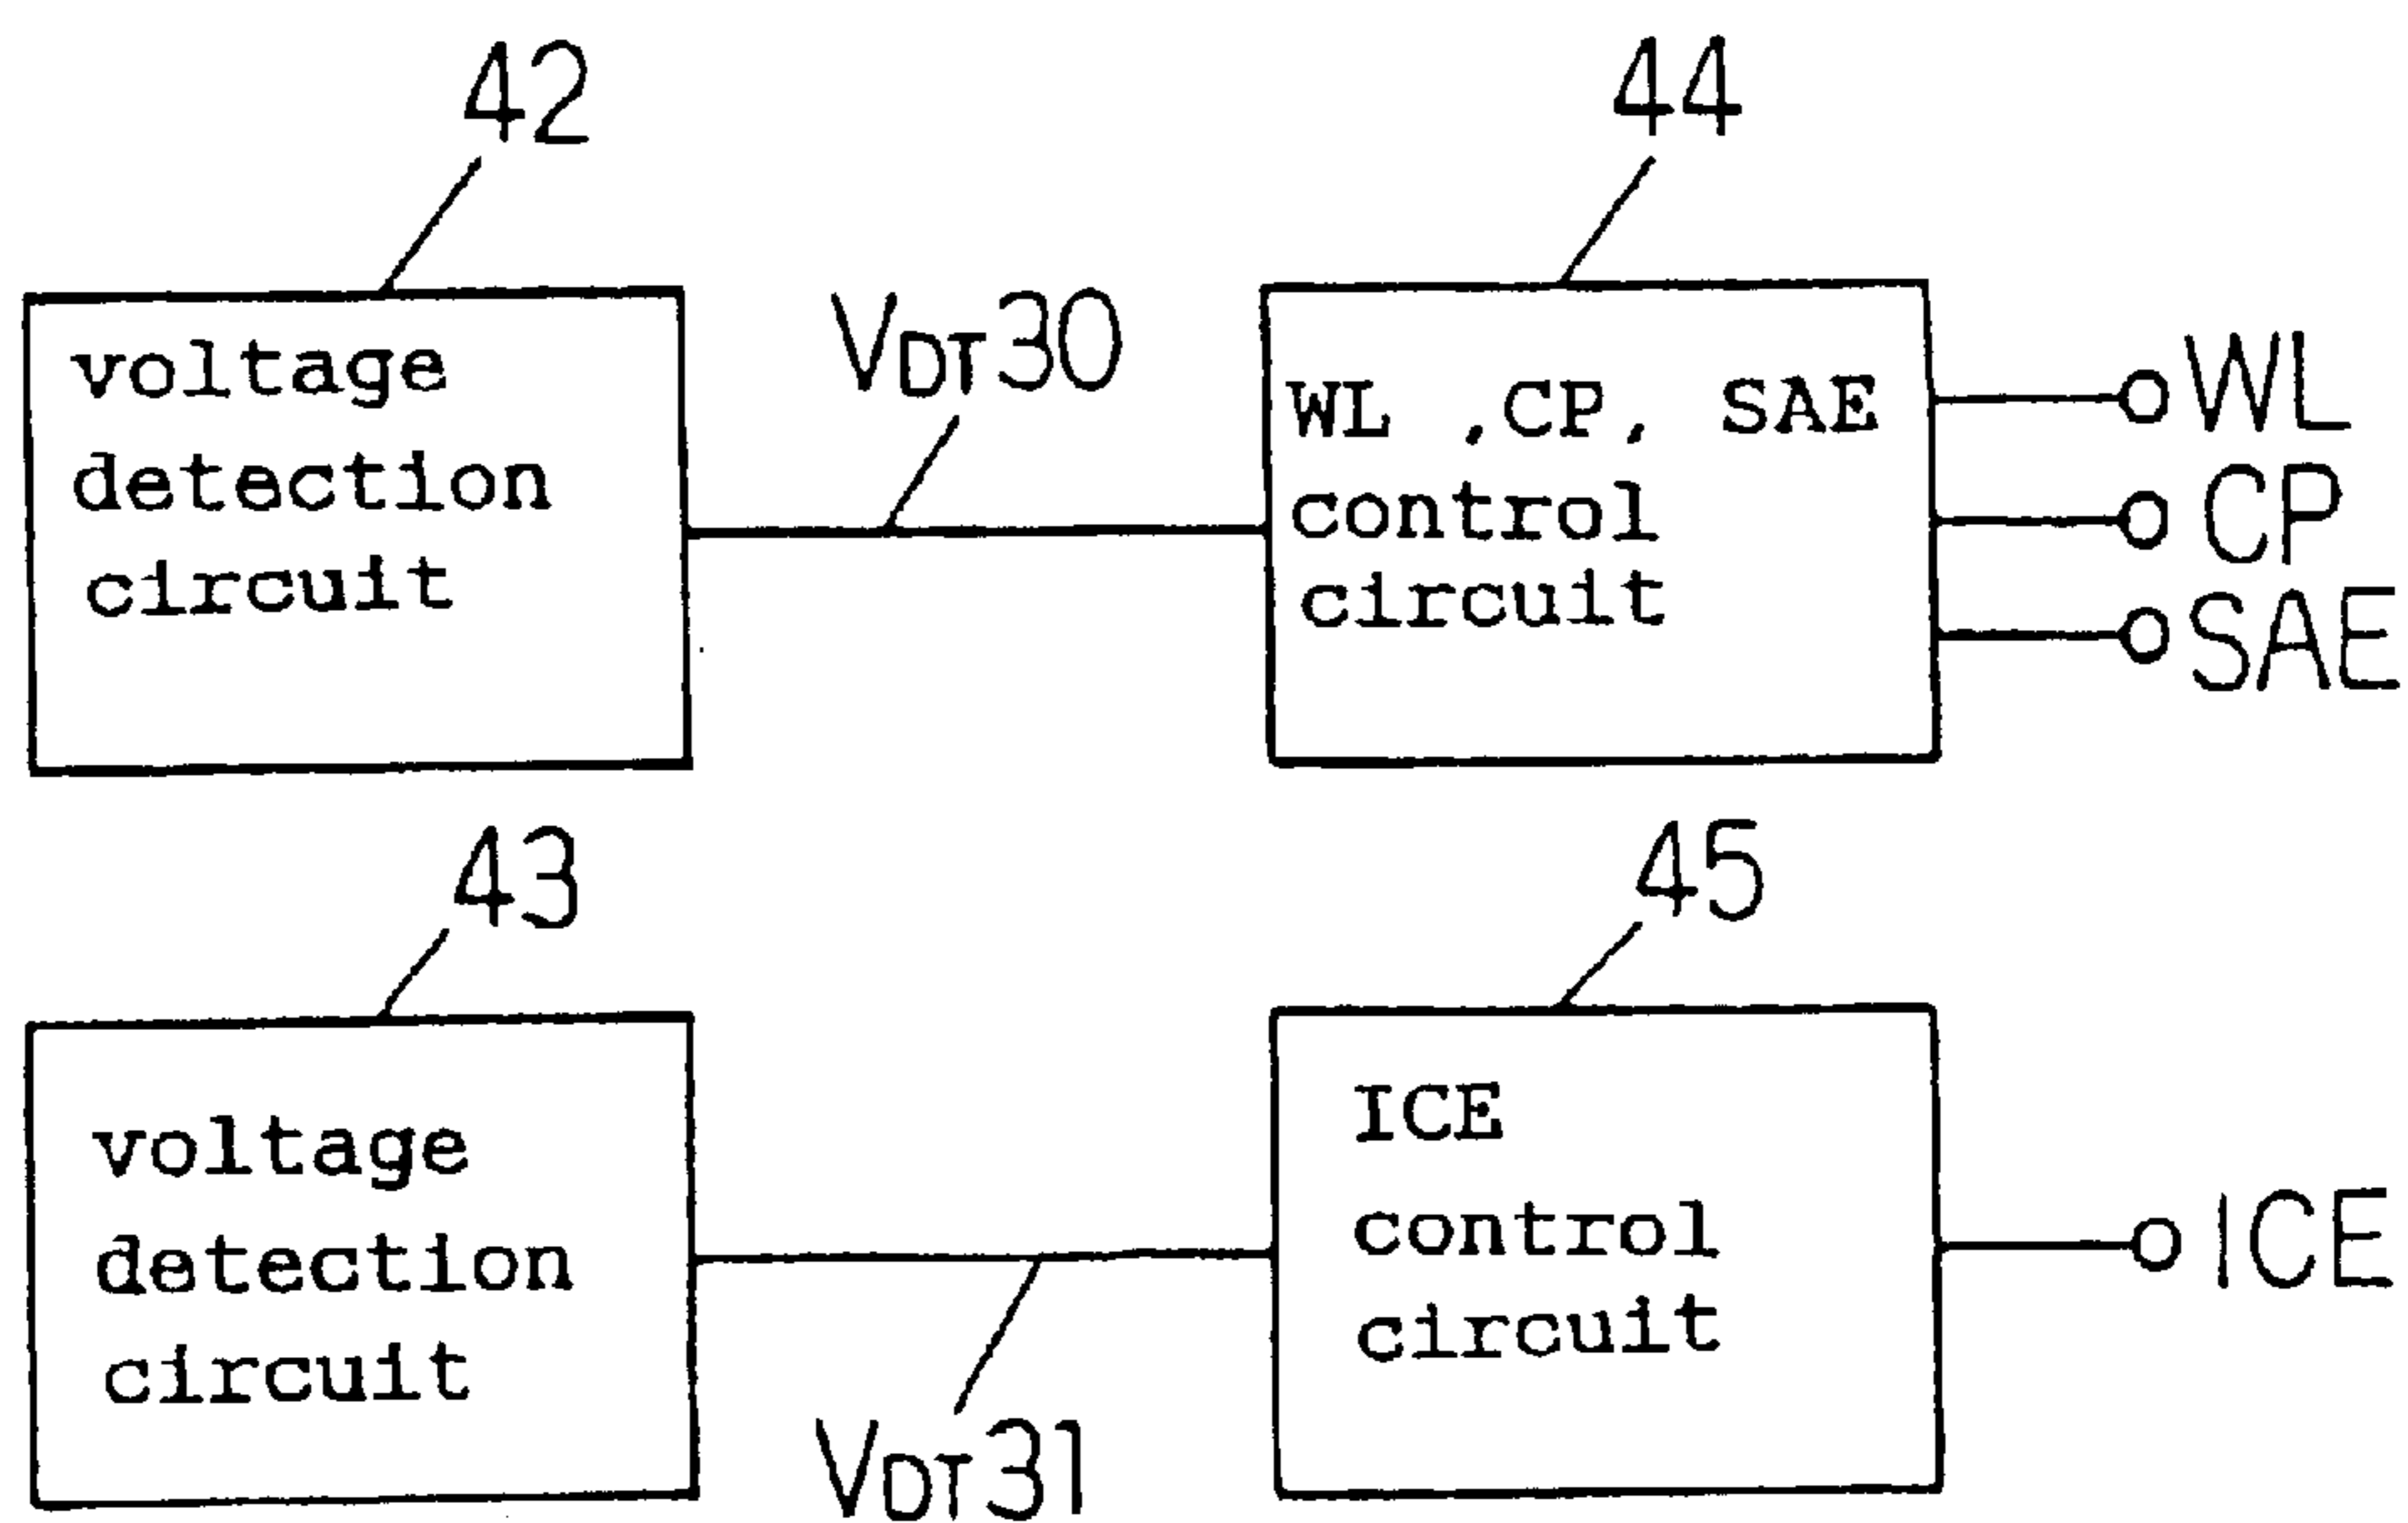 42
44
voltage
detection
circuit
VDT30
WL ,CP, SAE
control
circuit
WL
CP
SAE
43
45
voltage
detection
circuit
VDT31
ICE
control
circuit
ICE